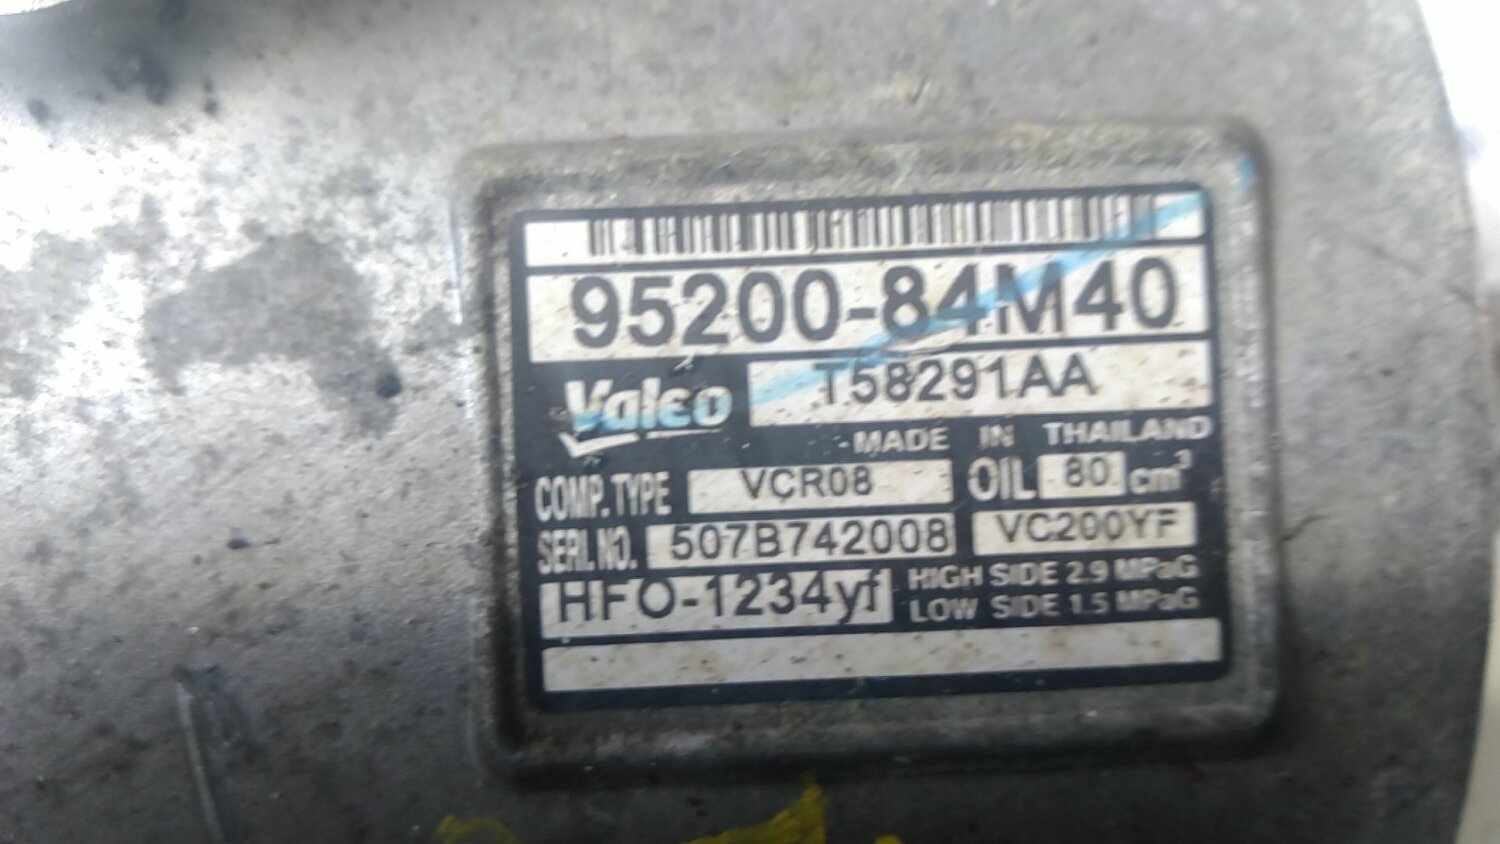 95200-84M40
Valeo T58291AA
MADE IN THAILAND
COMP. TYPE VCR08 OIL 80 cm³
SERI. NO. 507B742008 VC200YF
HFO-1234yf HIGH SIDE 2.9 MPaG
LOW SIDE 1.5 MPaG